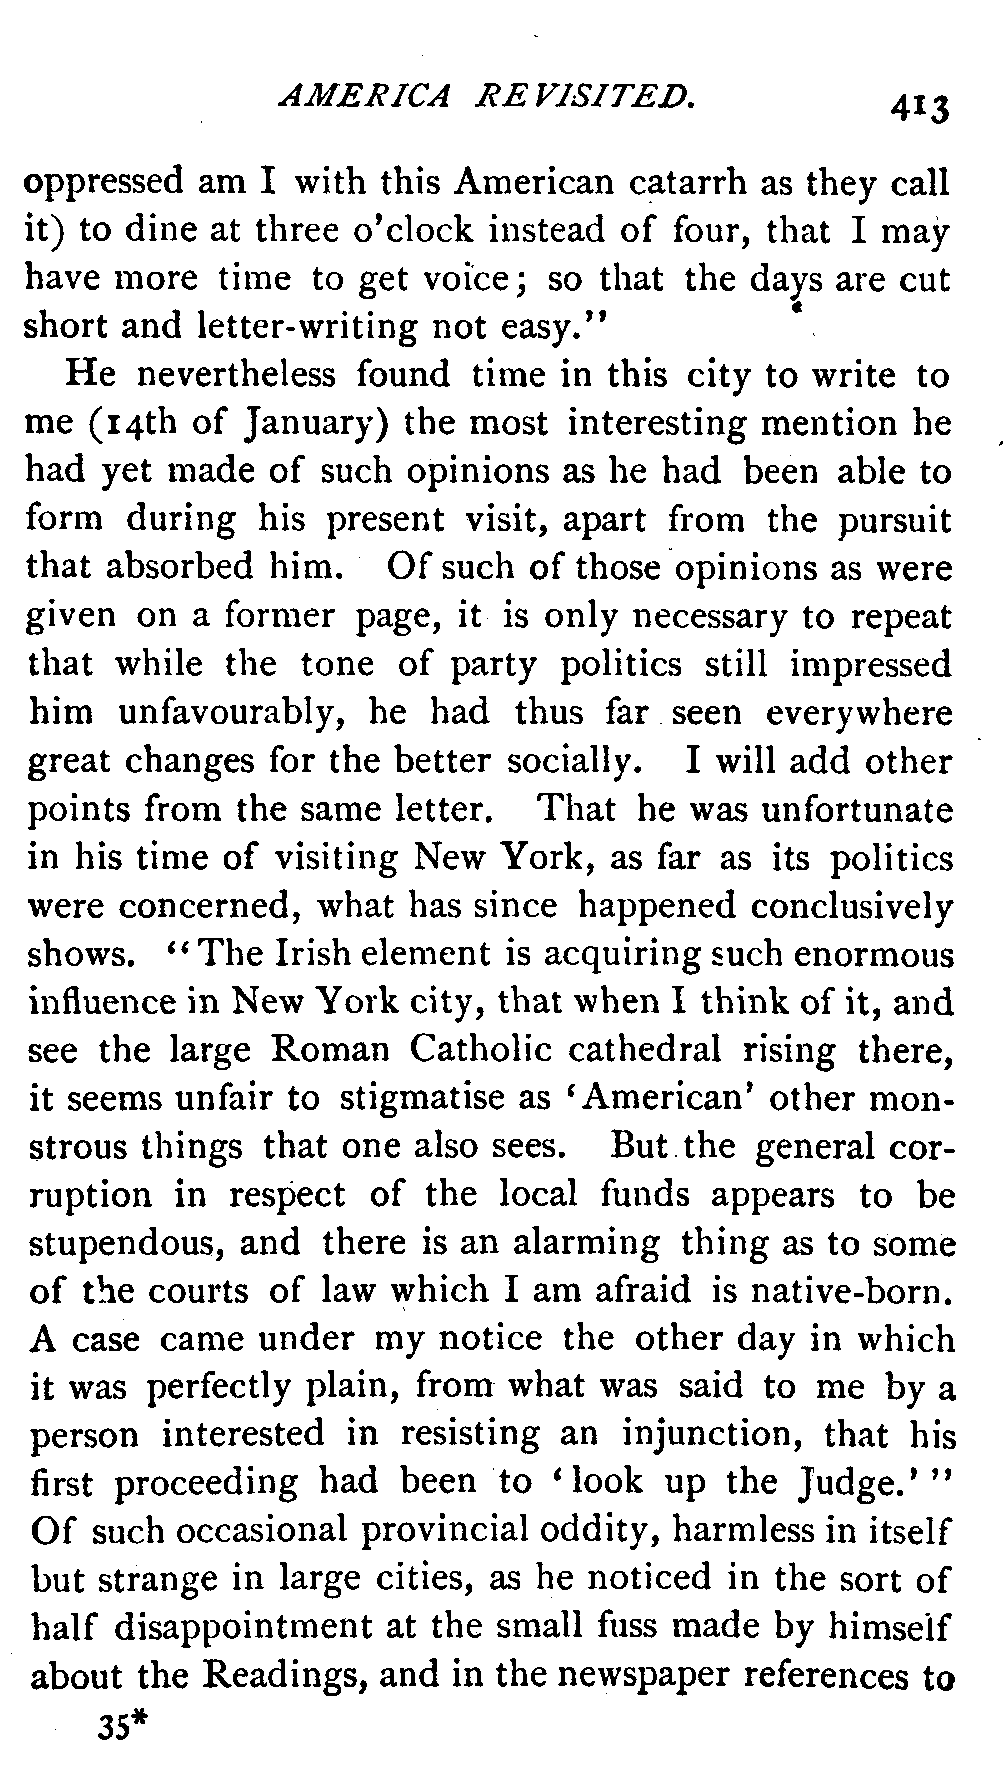 AMERICA REVISITED. 413
oppressed am I with this American catarrh as they call
it) to dine at three o'clock instead of four, that I may
have more time to get voice; so that the days are cut
short and letter-writing not easy."
He nevertheless found time in this city to write to
me (14th of January) the most interesting mention he
had yet made of such opinions as he had been able to
form during his present visit, apart from the pursuit
that absorbed him. Of such of those opinions as were
given on a former page, it is only necessary to repeat
that while the tone of party politics still impressed
him unfavourably, he had thus far seen everywhere
great changes for the better socially. I will add other
points from the same letter. That he was unfortunate
in his time of visiting New York, as far as its politics
were concerned, what has since happened conclusively
shows. "The Irish element is acquiring such enormous
influence in New York city, that when I think of it, and
see the large Roman Catholic cathedral rising there,
it seems unfair to stigmatise as 'American' other mon-
strous things that one also sees. But the general cor-
ruption in respect of the local funds appears to be
stupendous, and there is an alarming thing as to some
of the courts of law which I am afraid is native-born.
A case came under my notice the other day in which
it was perfectly plain, from what was said to me by a
person interested in resisting an injunction, that his
first proceeding had been to 'look up the Judge.' "
Of such occasional provincial oddity, harmless in itself
but strange in large cities, as he noticed in the sort of
half disappointment at the small fuss made by himself
about the Readings, and in the newspaper references to
35*